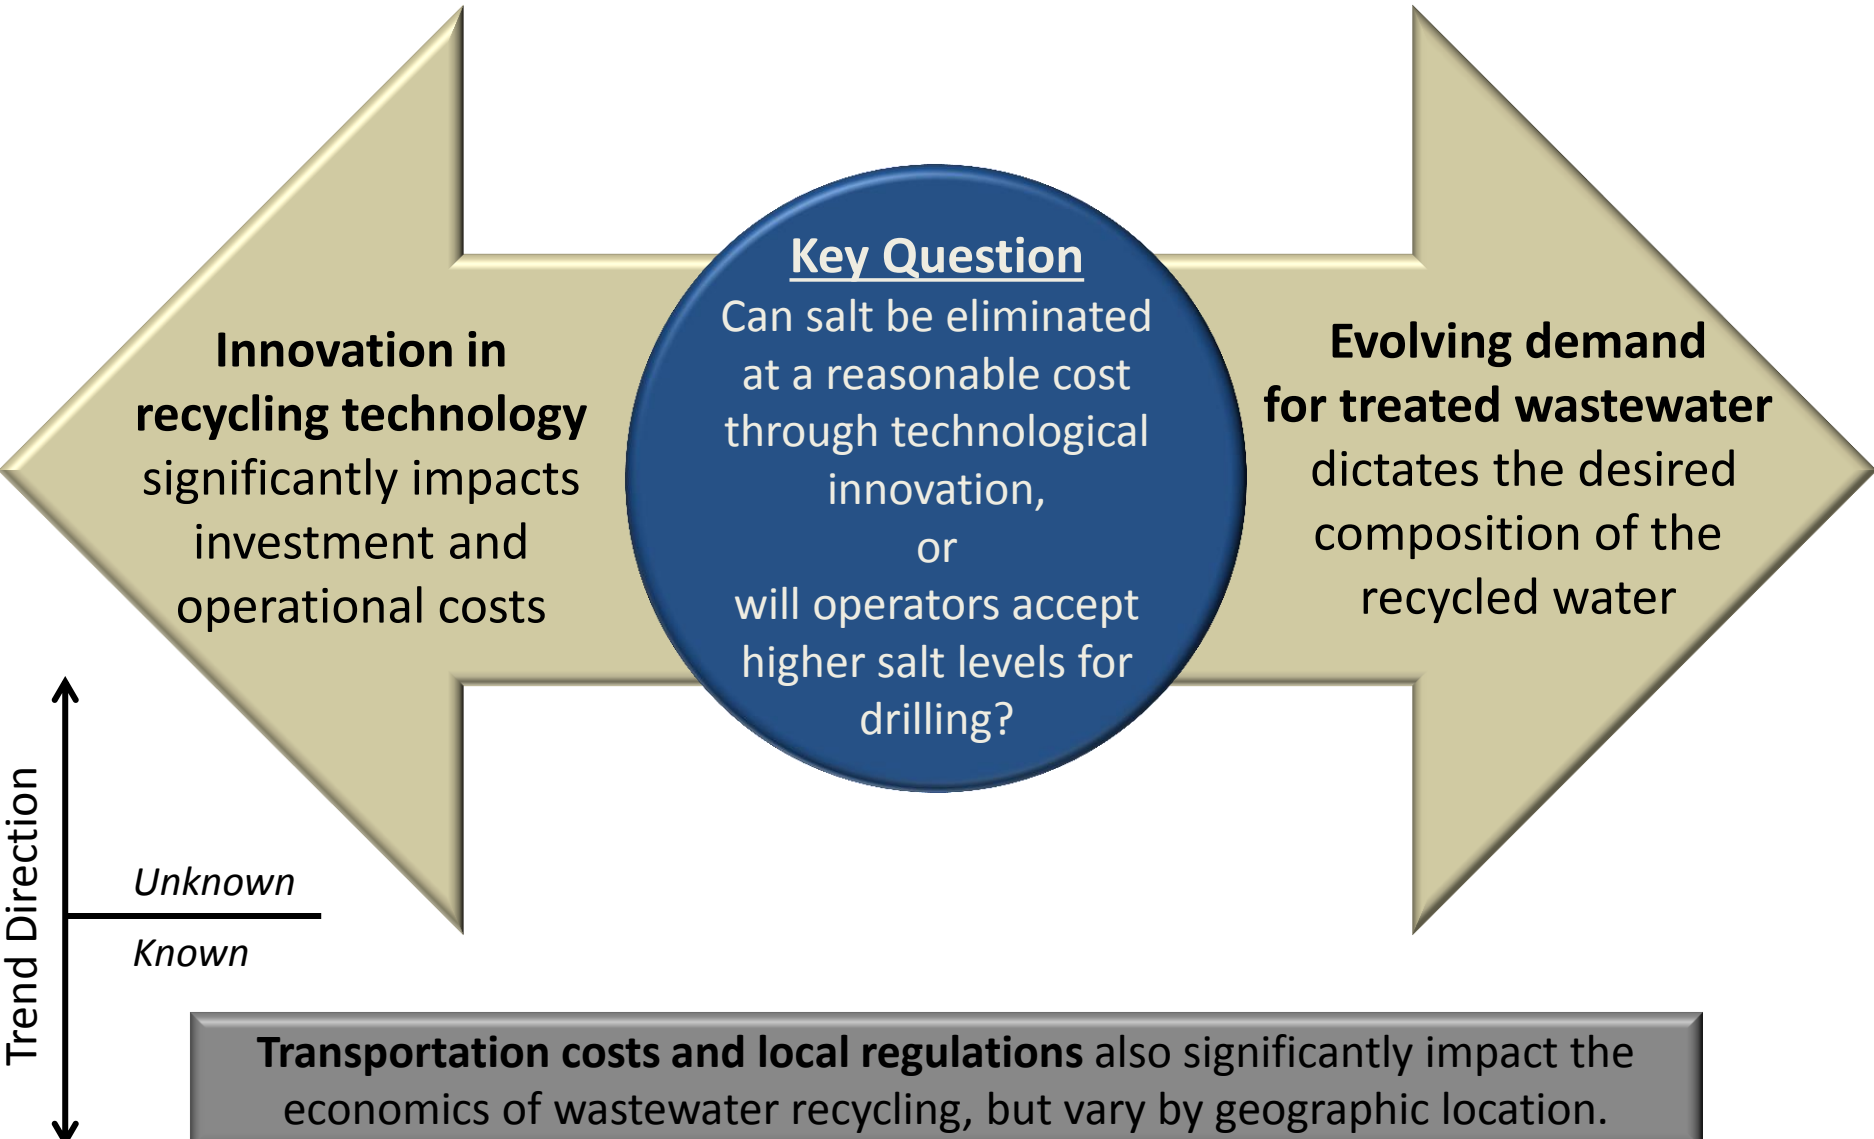 Key Question
Can salt be eliminated
at a reasonable cost
through technological
innovation,
or
will operators accept
higher salt levels for
drilling?
Innovation in
recycling technology
significantly impacts
investment and
operational costs
Evolving demand
for treated wastewater
dictates the desired
composition of the
recycled water
Trend Direction
Unknown
Known
Transportation costs and local regulations also significantly impact the
economics of wastewater recycling, but vary by geographic location.